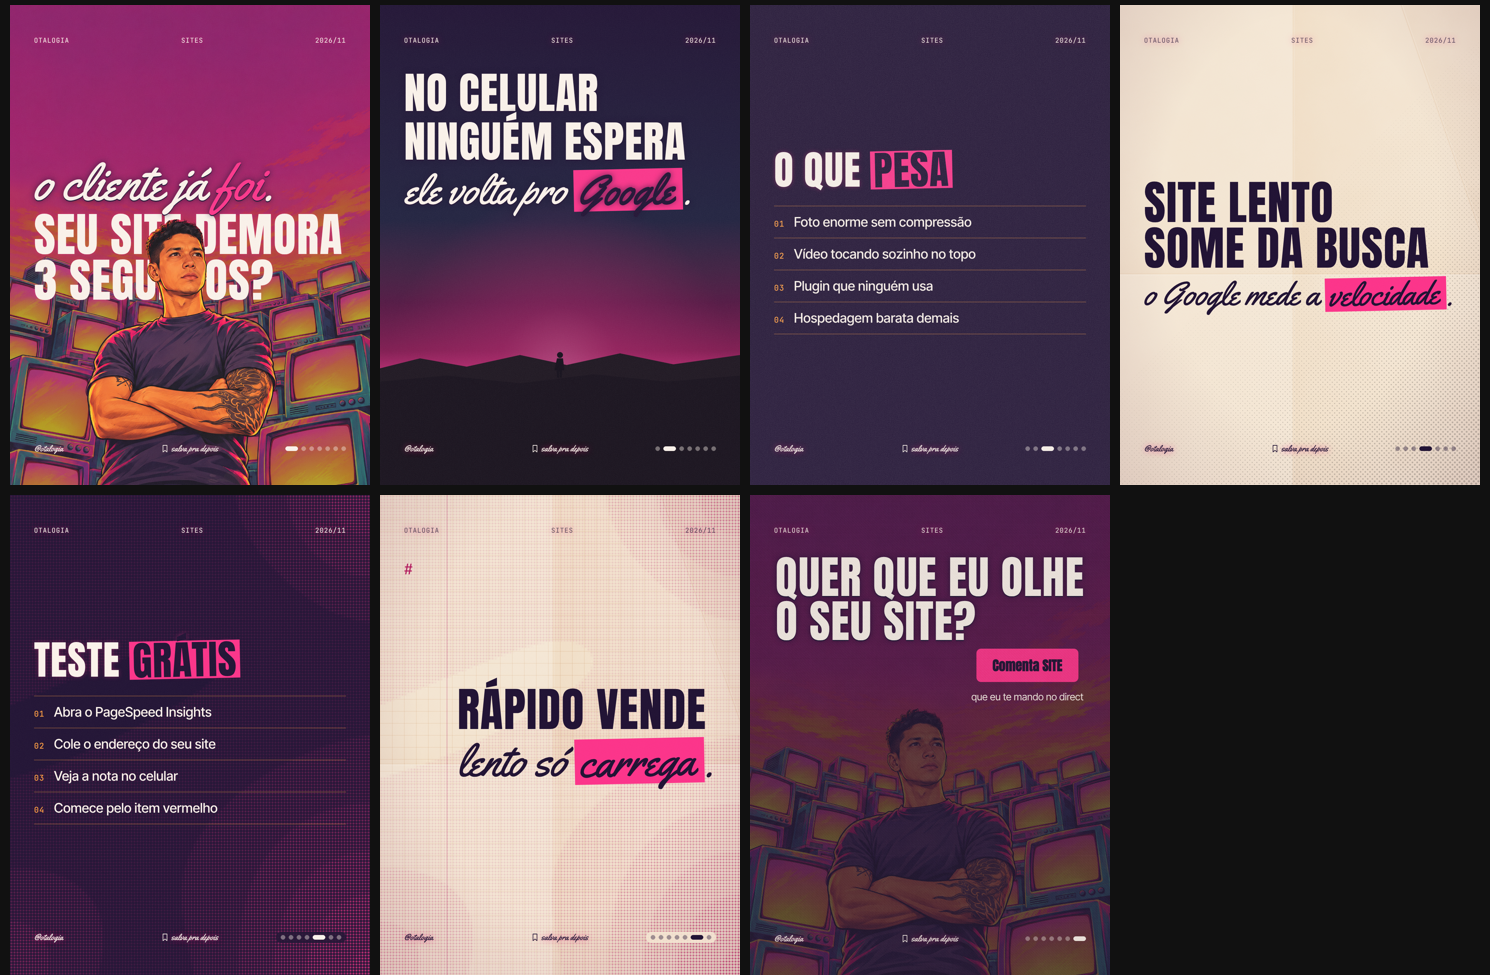 OTALOGIA SITES 2026/11
o cliente já foi.
SEU SITE DEMORA
3 SEGU OS?
@otalogia salva pra depois
OTALOGIA SITES 2026/11
NO CELULAR
NINGUÉM ESPERA
ele volta pro Google.
@otalogia salva pra depois
OTALOGIA SITES 2026/11
O QUE PESA
01 Foto enorme sem compressão
02 Vídeo tocando sozinho no topo
03 Plugin que ninguém usa
04 Hospedagem barata demais
@otalogia salva pra depois
OTALOGIA SITES 2026/11
SITE LENTO
SOME DA BUSCA
o Google mede a velocidade.
@otalogia salva pra depois
OTALOGIA SITES 2026/11
TESTE GRÁTIS
01 Abra o PageSpeed Insights
02 Cole o endereço do seu site
03 Veja a nota no celular
04 Comece pelo item vermelho
@otalogia salva pra depois
OTALOGIA SITES 2026/11
#
RÁPIDO VENDE
lento só carrega.
@otalogia salva pra depois
OTALOGIA SITES 2026/11
QUER QUE EU OLHE
O SEU SITE?
Comenta SITE
que eu te mando no direct
@otalogia salva pra depois